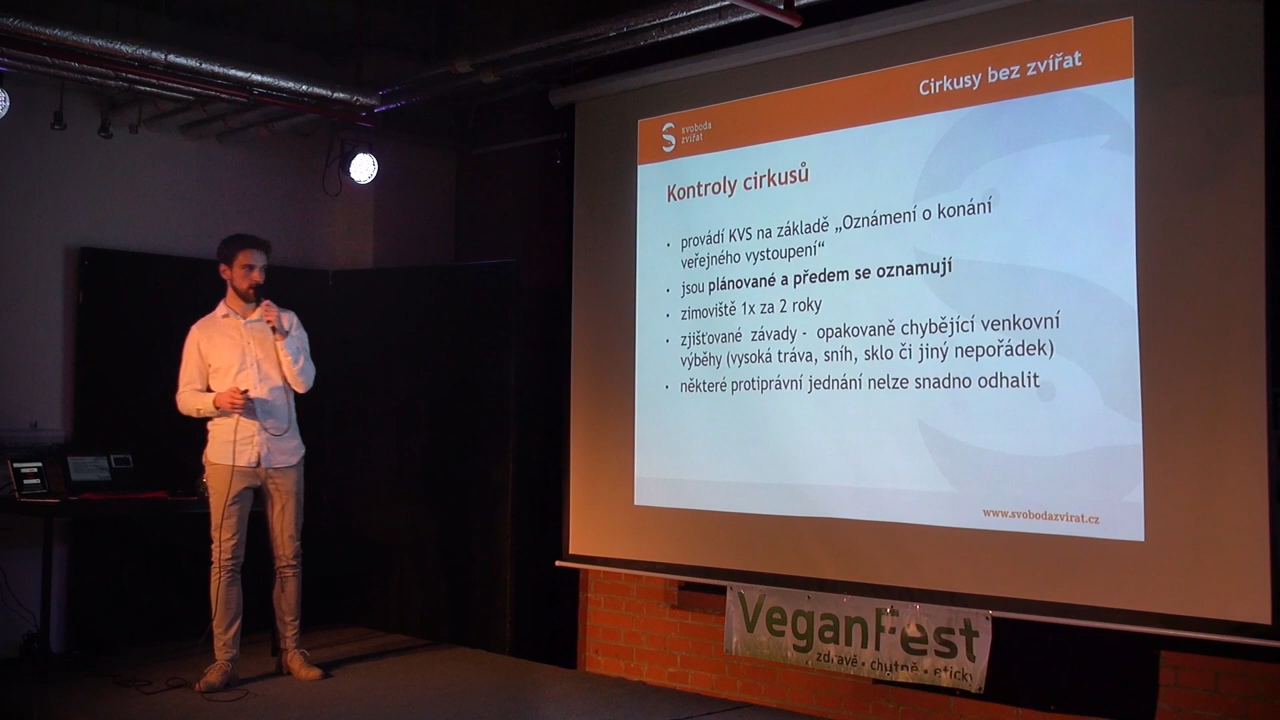 Cirkusy bez zvířat
svoboda
zvířat
Kontroly cirkusů
· provádí KVS na základě „Oznámení o konání
veřejného vystoupení“
· jsou plánované a předem se oznamují
· zimoviště 1x za 2 roky
· zjišťované závady - opakovaně chybějící venkovní
výběhy (vysoká tráva, sníh, sklo či jiný nepořádek)
· některé protiprávní jednání nelze snadno odhalit
www.svobodazvirat.cz
VeganFest
zdravě • chutně • eticky